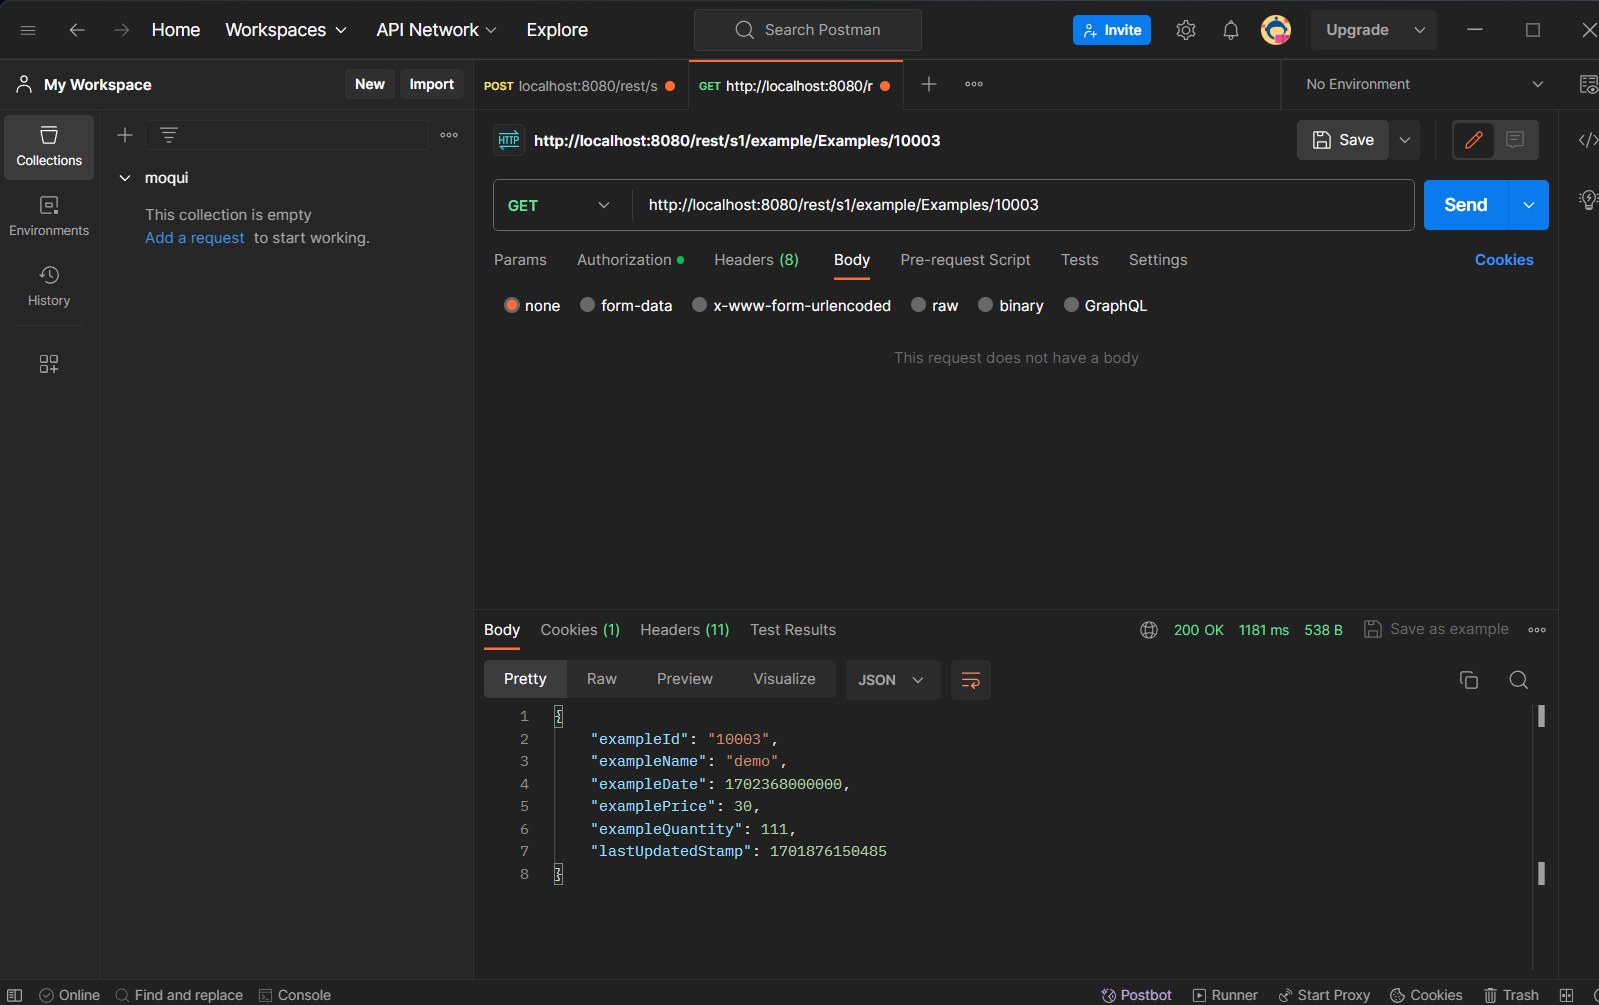 Home Workspaces API Network Explore Search Postman Invite Upgrade
My Workspace New Import POST localhost:8080/rest/s GET http://localhost:8080/r No Environment
Collections
Environments
History
moqui
This collection is empty
Add a request to start working.
HTTP http://localhost:8080/rest/s1/example/Examples/10003 Save
GET http://localhost:8080/rest/s1/example/Examples/10003 Send
Params Authorization Headers (8) Body Pre-request Script Tests Settings Cookies
none form-data x-www-form-urlencoded raw binary GraphQL
This request does not have a body
Body Cookies (1) Headers (11) Test Results 200 OK 1181 ms 538 B Save as example
Pretty Raw Preview Visualize JSON
1 {
2 "exampleId": "10003",
3 "exampleName": "demo",
4 "exampleDate": 1702368000000,
5 "examplePrice": 30,
6 "exampleQuantity": 111,
7 "lastUpdatedStamp": 1701876150485
8 }
Online Find and replace Console Postbot Runner Start Proxy Cookies Trash